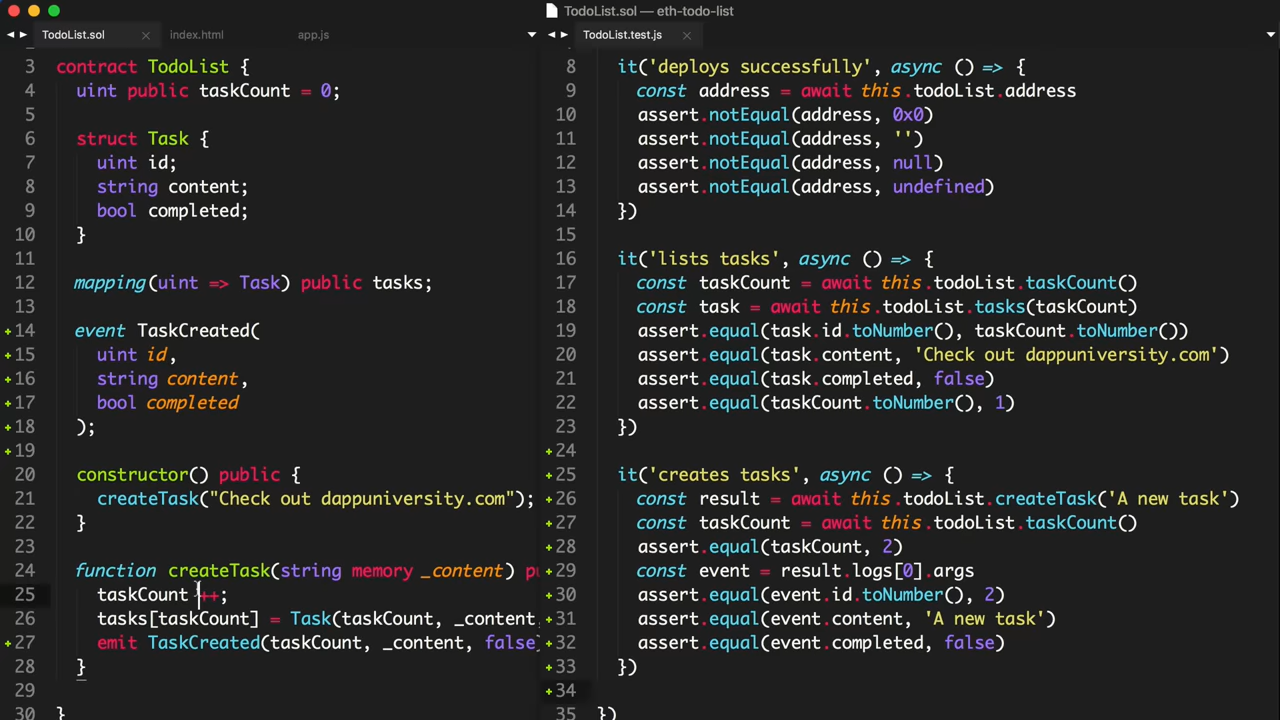 TodoList.sol — eth-todo-list
TodoList.sol
index.html
app.js
TodoList.test.js
3 contract TodoList {
4 uint public taskCount = 0;
5
6 struct Task {
7 uint id;
8 string content;
9 bool completed;
10 }
11
12 mapping(uint => Task) public tasks;
13
14 event TaskCreated(
15 uint id,
16 string content,
17 bool completed
18 );
19
20 constructor() public {
21 createTask("Check out dappuniversity.com");
22 }
23
24 function createTask(string memory _content) pu
25 taskCount ++;
26 tasks[taskCount] = Task(taskCount, _content,
27 emit TaskCreated(taskCount, _content, false)
28 }
29
30 }
8 it('deploys successfully', async () => {
9 const address = await this.todoList.address
10 assert.notEqual(address, 0x0)
11 assert.notEqual(address, '')
12 assert.notEqual(address, null)
13 assert.notEqual(address, undefined)
14 })
15
16 it('lists tasks', async () => {
17 const taskCount = await this.todoList.taskCount()
18 const task = await this.todoList.tasks(taskCount)
19 assert.equal(task.id.toNumber(), taskCount.toNumber())
20 assert.equal(task.content, 'Check out dappuniversity.com')
21 assert.equal(task.completed, false)
22 assert.equal(taskCount.toNumber(), 1)
23 })
24
25 it('creates tasks', async () => {
26 const result = await this.todoList.createTask('A new task')
27 const taskCount = await this.todoList.taskCount()
28 assert.equal(taskCount, 2)
29 const event = result.logs[0].args
30 assert.equal(event.id.toNumber(), 2)
31 assert.equal(event.content, 'A new task')
32 assert.equal(event.completed, false)
33 })
34
35 })